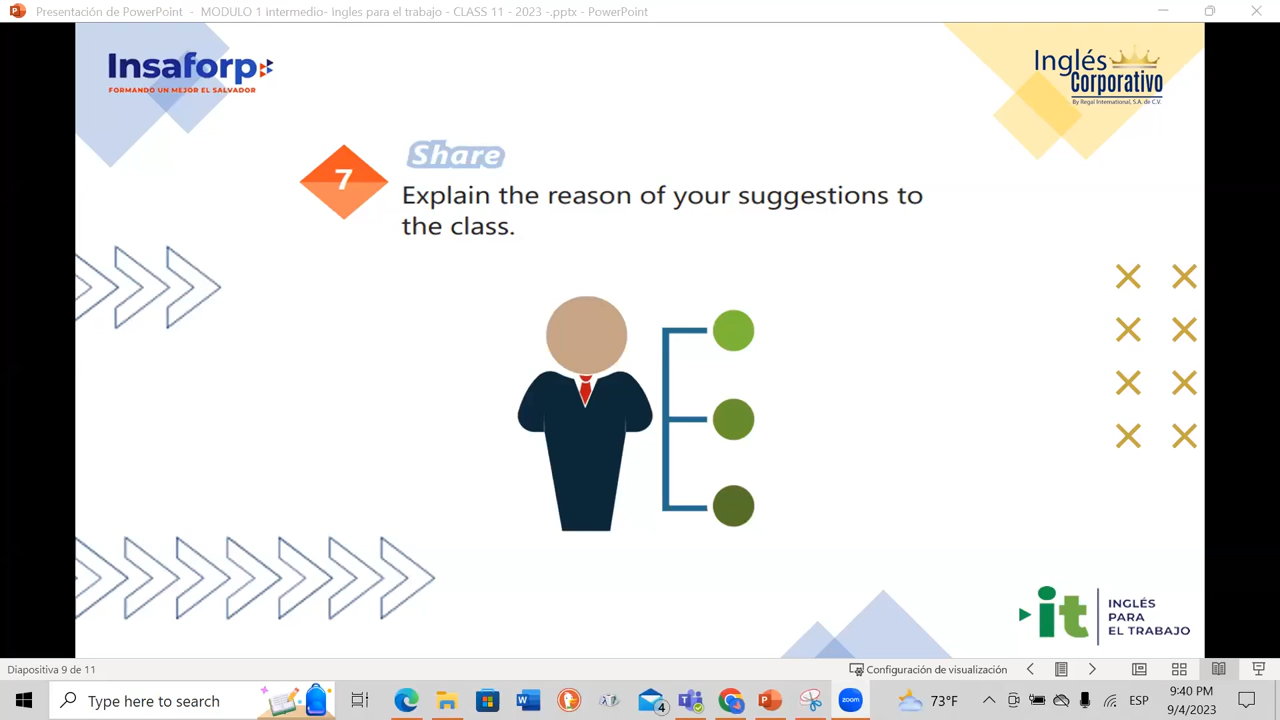 Presentación de PowerPoint - MODULO 1 intermedio- Ingles para el trabajo - CLASS 11 - 2023 -.pptx - PowerPoint
Insaforp
FORMANDO UN MEJOR EL SALVADOR
Inglés
Corporativo
By Regal International, S.A. de C.V.
Share
7
Explain the reason of your suggestions to
the class.
it
INGLÉS
PARA
EL TRABAJO
Diapositiva 9 de 11
Configuración de visualización
Type here to search
4
zoom
73°F
ESP
9:40 PM
9/4/2023